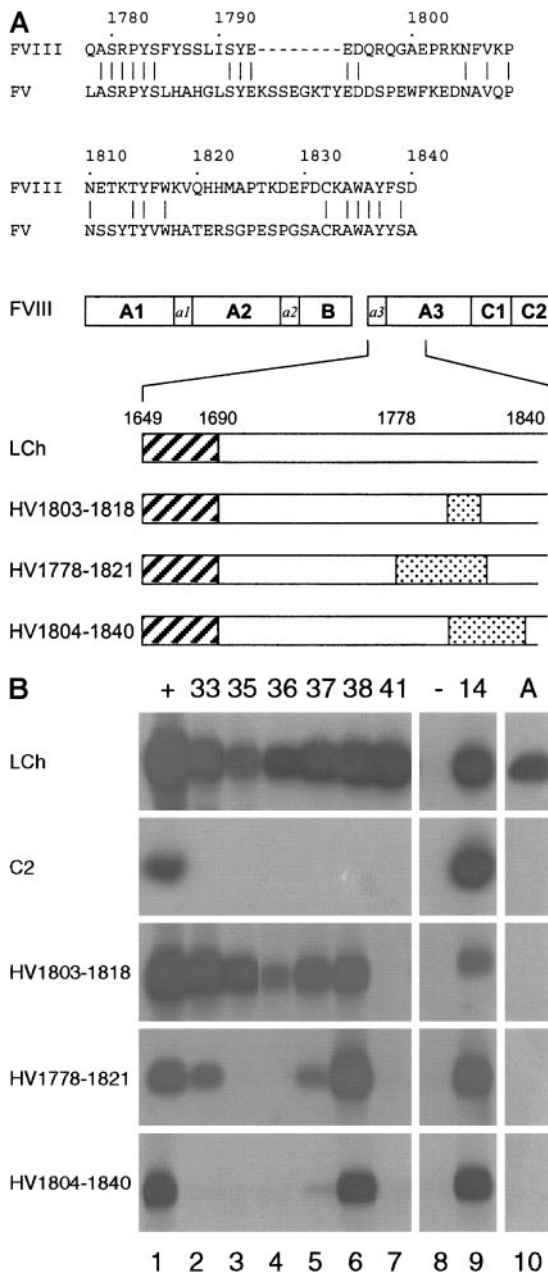 A
1780 1790 1800
FVIII QASRPYSFYSSLISYE-------EDQRQGAEPRKNFVKP
FV LASRPYSLHAHGLSYEKSSEGKTYEDDSPEWFKEDNAVQP
1810 1820 1830 1840
FVIII NETKTYFWKVQHHMAPTKDEFDCKAWAYFSD
FV NSSYTYVWHATERSGPESPGSACRAWAYYSA
FVIII A1 a1 A2 a2 B a3 A3 C1 C2
1649 1690 1778 1840
LCh
HV1803-1818
HV1778-1821
HV1804-1840
B + 33 35 36 37 38 41 - 14 A
LCh
C2
HV1803-1818
HV1778-1821
HV1804-1840
1 2 3 4 5 6 7 8 9 10